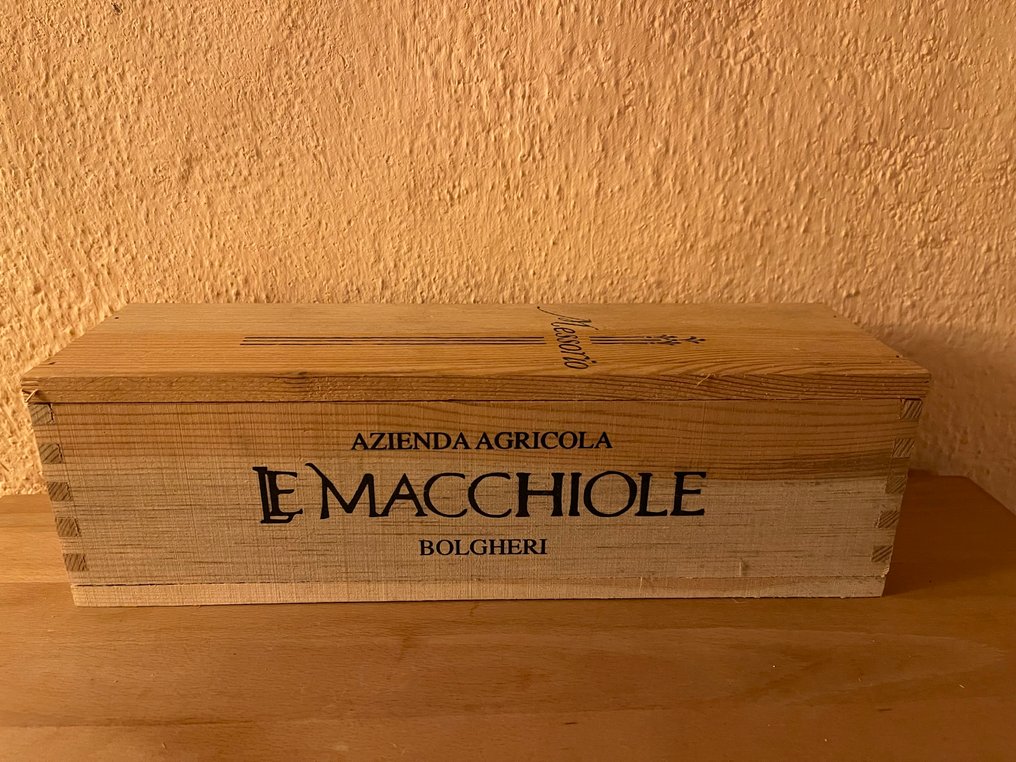 Messorio
AZIENDA AGRICOLA
LE MACCHIOLE
BOLGHERI